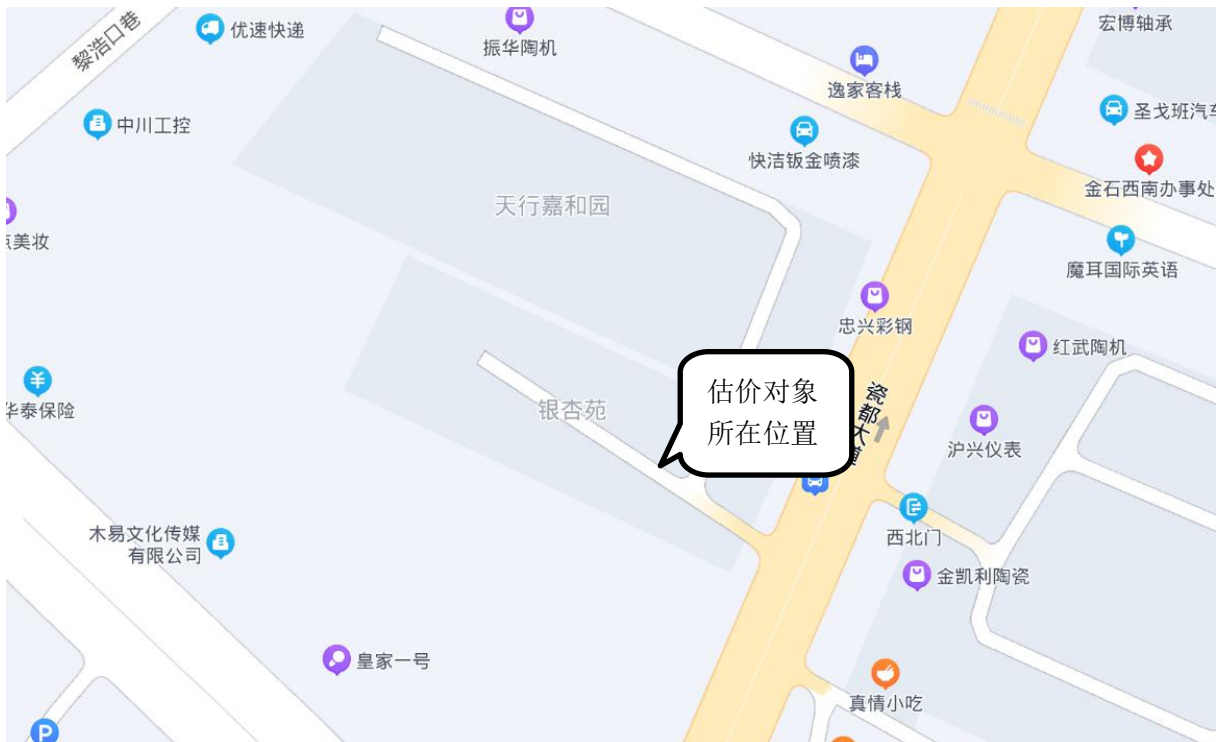 黎浩口巷
优速快递
振华陶机
宏博轴承
逸家客栈
中川工控
快洁钣金喷漆
圣戈班汽车
金石西南办事处
天行嘉和园
美妆
魔耳国际英语
忠兴彩钢
红武陶机
华泰保险
估价对象
所在位置
瓷都大道
银杏苑
沪兴仪表
木易文化传媒
有限公司
西北门
金凯利陶瓷
皇家一号
真情小吃
P